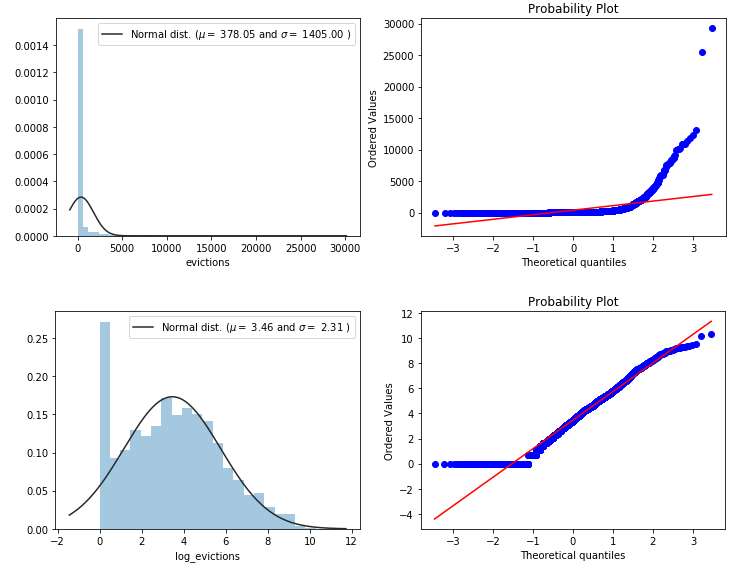 Normal dist. (μ = 378.05 and σ = 1405.00 )
0.0014
0.0012
0.0010
0.0008
0.0006
0.0004
0.0002
0.0000
0 5000 10000 15000 20000 25000 30000
evictions
Probability Plot
30000
25000
20000
15000
10000
5000
0
Ordered Values
−3 −2 −1 0 1 2 3
Theoretical quantiles
Normal dist. (μ = 3.46 and σ = 2.31 )
0.25
0.20
0.15
0.10
0.05
0.00
−2 0 2 4 6 8 10 12
log_evictions
Probability Plot
12
10
8
6
4
2
0
−2
−4
Ordered Values
−3 −2 −1 0 1 2 3
Theoretical quantiles